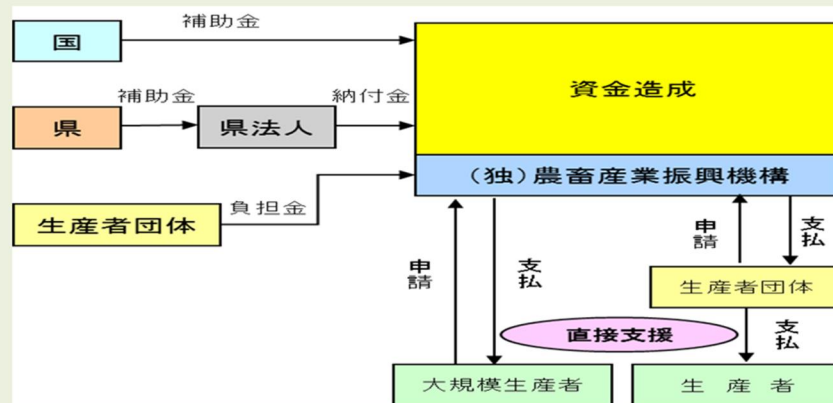 国
補助金
資金造成
県
補助金
県法人
納付金
(独)農畜産業振興機構
生産者団体
負担金
申請
支払
申請
支払
生産者団体
直接支援
支払
大規模生産者
生 産 者